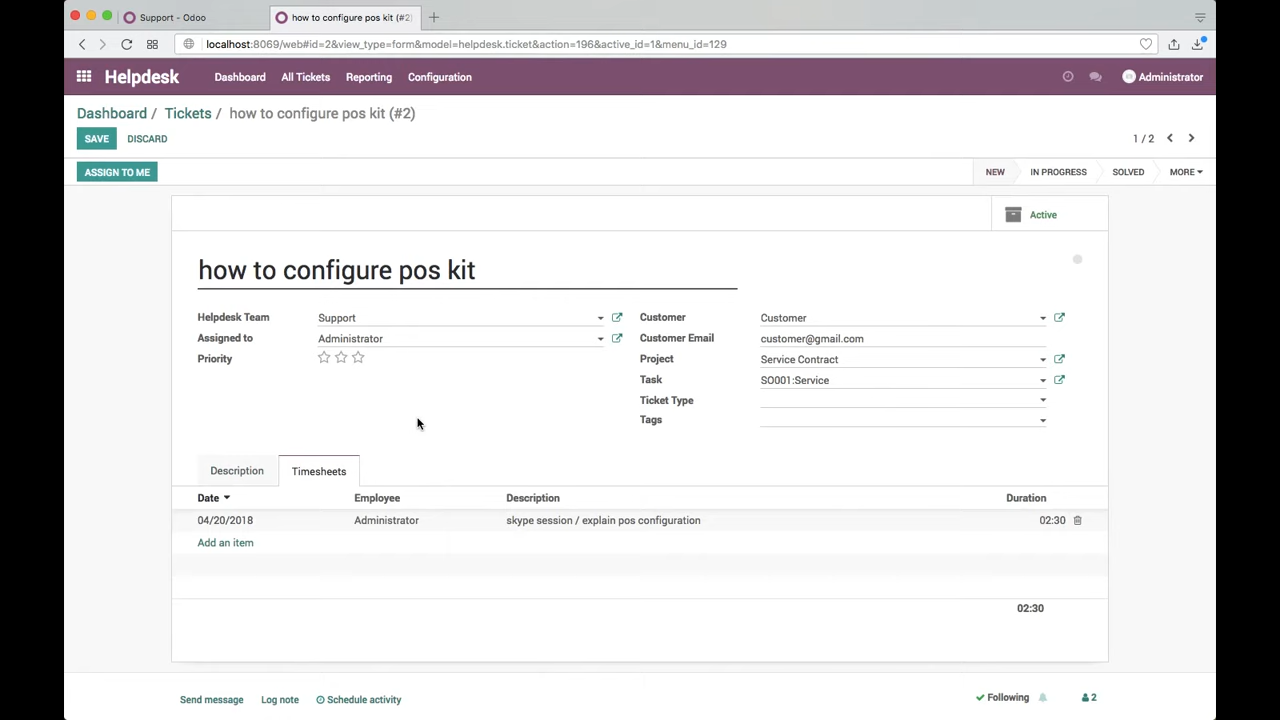 Support - Odoo
how to configure pos kit (#2)
localhost:8069/web#id=2&view_type=form&model=helpdesk.ticket&action=196&active_id=1&menu_id=129
Helpdesk Dashboard All Tickets Reporting Configuration Administrator
Dashboard / Tickets / how to configure pos kit (#2)
SAVE DISCARD 1 / 2
ASSIGN TO ME NEW IN PROGRESS SOLVED MORE
Active
how to configure pos kit
Helpdesk Team Support Customer Customer
Assigned to Administrator Customer Email customer@gmail.com
Priority Project Service Contract
Task SO001:Service
Ticket Type
Tags
Description Timesheets
Date Employee Description Duration
04/20/2018 Administrator skype session / explain pos configuration 02:30
Add an item
02:30
Send message Log note Schedule activity Following 2